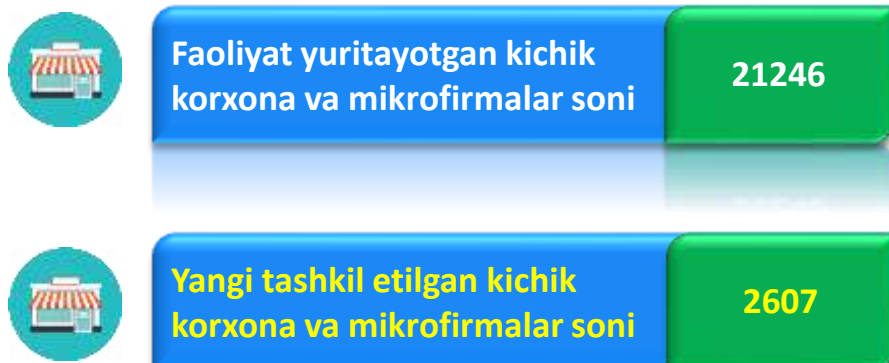 Faoliyat yuritayotgan kichik
korxona va mikrofirmalar soni
21246
Yangi tashkil etilgan kichik
korxona va mikrofirmalar soni
2607